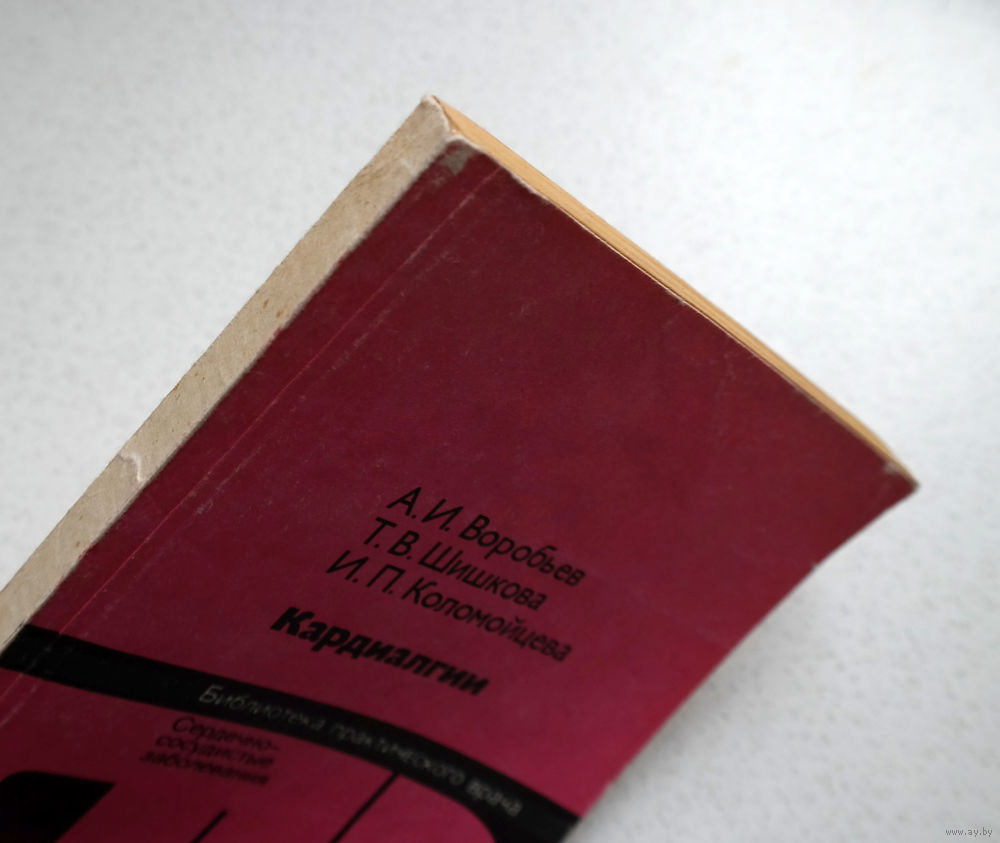 А. И. Воробьев
Т. В. Шишкова
И. П. Коломойцева
Кардиалгии
Библиотека практического врача
Сердечно-
сосудистые
заболевания
www.ay.by